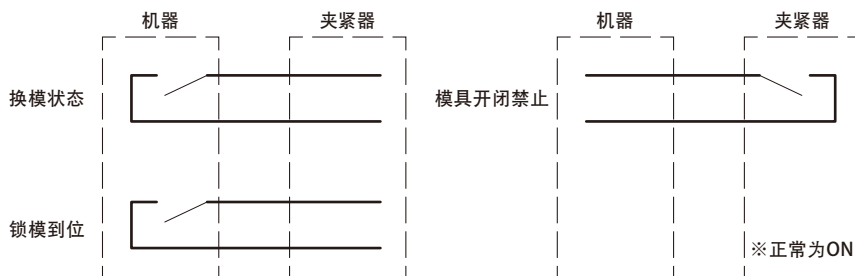 机器
夹紧器
机器
夹紧器
换模状态
模具开闭禁止
锁模到位
※正常为ON